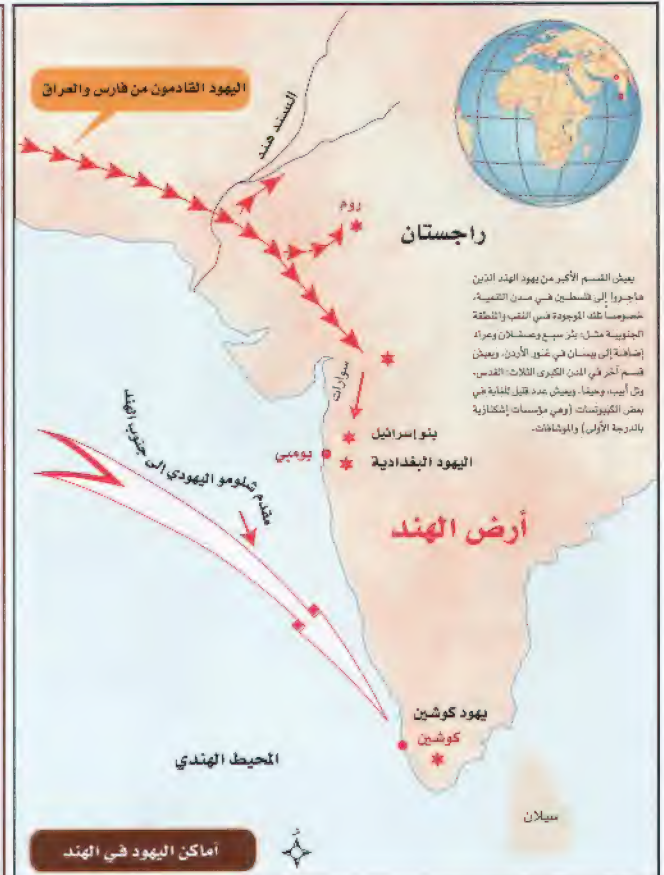 اليهود القادمون من فارس والعراق
السند هند
روم
راجستان
يعيش القسم الأكبر من يهود الهند الذين
هاجروا إلى فلسطين في مدن التنمية،
خصوصاً تلك الموجودة في النقب والمنطقة
الجنوبية مثل: بئر سبع وعسقلان وعراد
إضافة إلى بيسان في غور الأردن. ويعيش
قسم آخر في المدن الكبرى الثلاث: القدس،
وتل أبيب، وحيفا. ويعيش عدد قليل للغاية في
بعض الكيبوتسات (وهي مؤسسات إشكنازية
بالدرجة الأولى) والموشافات.
سوارات
بنو إسرائيل
بومبي
اليهود البغدادية
مقدم شلومو اليهودي إلى جنوب الهند
أرض الهند
يهود كوشين
كوشين
المحيط الهندي
سيلان
أماكن اليهود في الهند